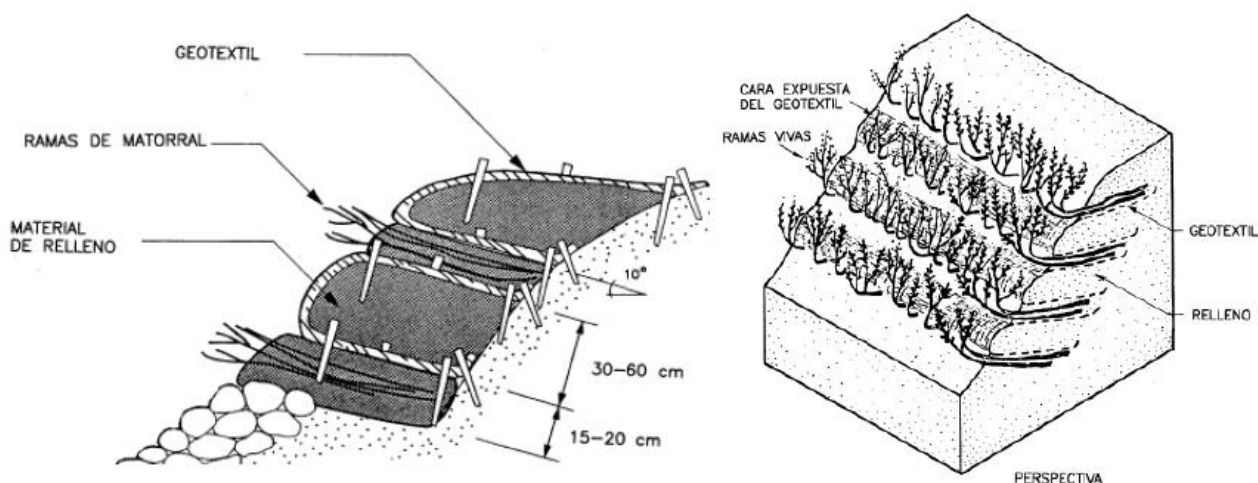 GEOTEXTIL
RAMAS DE MATORRAL
MATERIAL
DE RELLENO
10°
30-60 cm
15-20 cm
CARA EXPUESTA
DEL GEOTEXTIL
RAMAS VIVAS
GEOTEXTIL
RELLENO
PERSPECTIVA